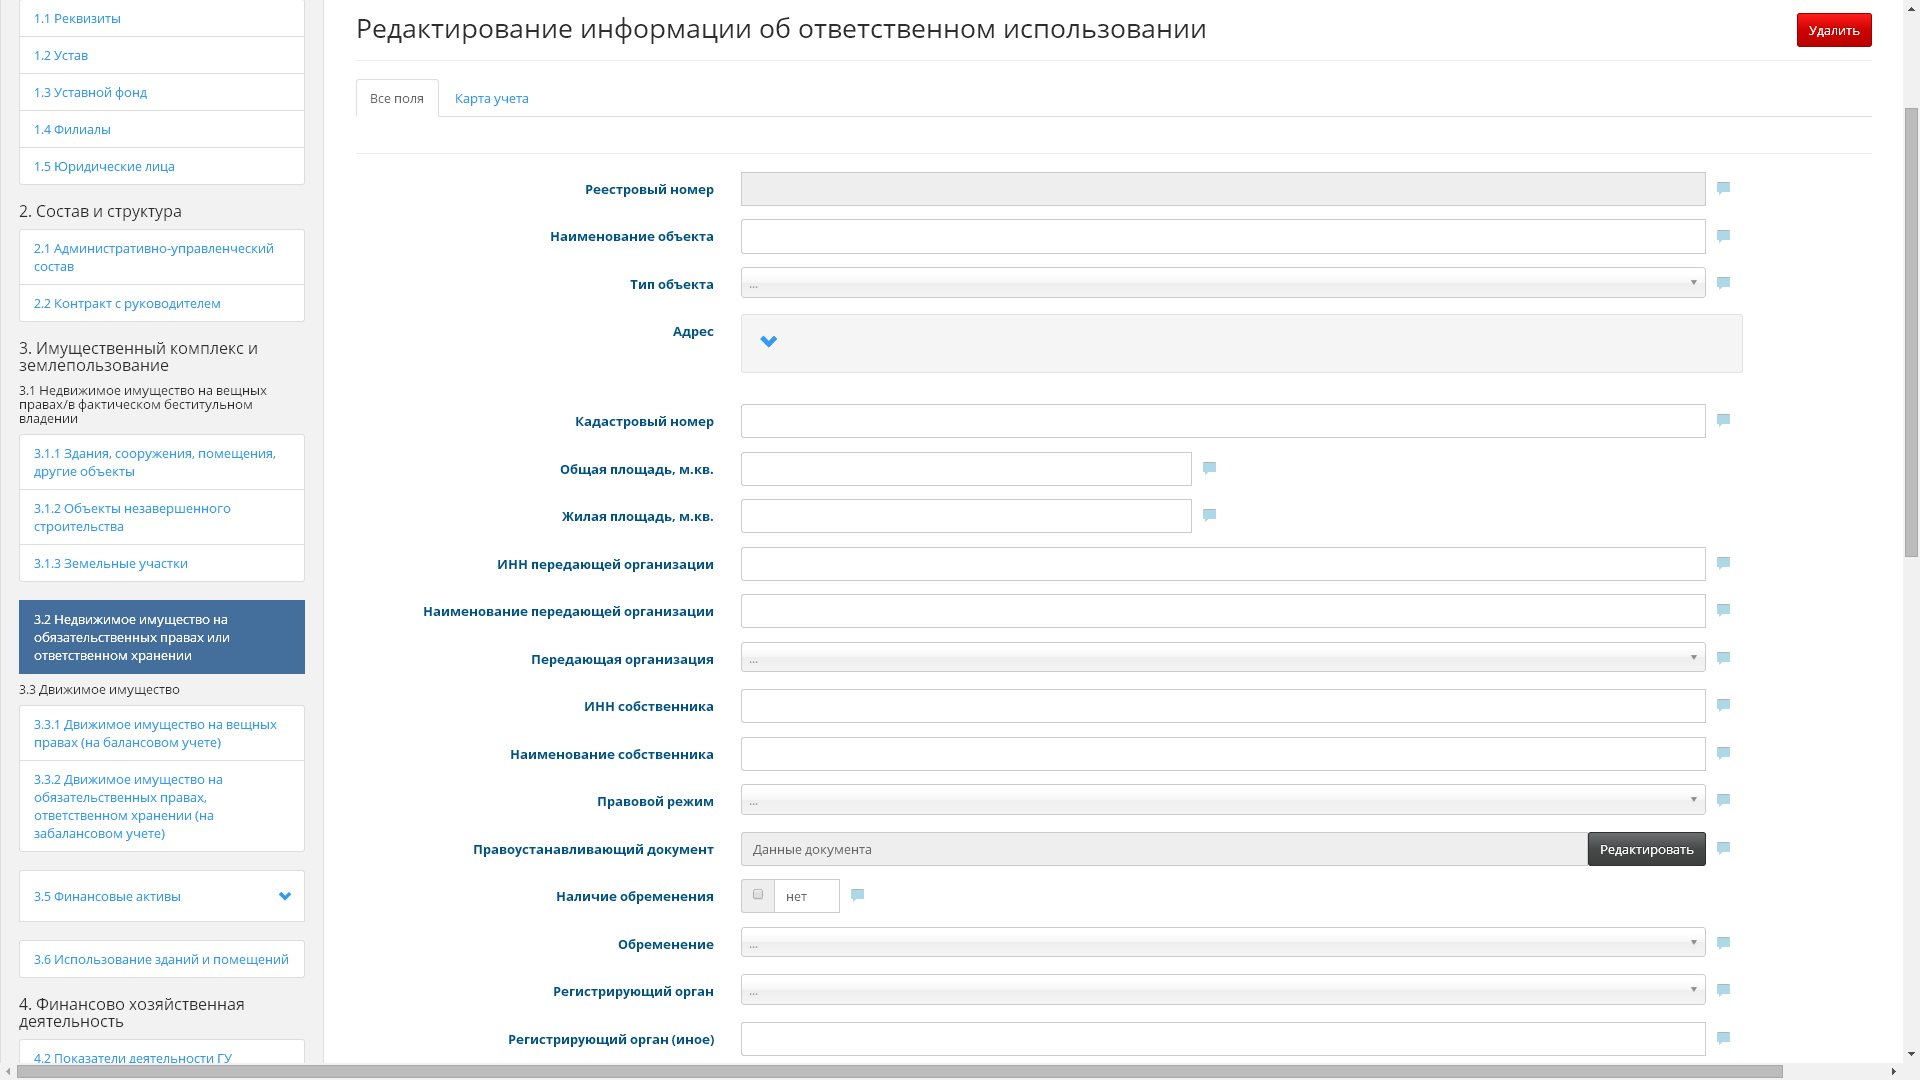 1.1 Реквизиты
1.2 Устав
1.3 Уставной фонд
1.4 Филиалы
1.5 Юридические лица
2. Состав и структура
2.1 Административно-управленческий
состав
2.2 Контракт с руководителем
3. Имущественный комплекс и
землепользование
3.1 Недвижимое имущество на вещных
правах/в фактическом беститульном
владении
3.1.1 Здания, сооружения, помещения,
другие объекты
3.1.2 Объекты незавершенного
строительства
3.1.3 Земельные участки
3.2 Недвижимое имущество на
обязательственных правах или
ответственном хранении
3.3 Движимое имущество
3.3.1 Движимое имущество на вещных
правах (на балансовом учете)
3.3.2 Движимое имущество на
обязательственных правах,
ответственном хранении (на
забалансовом учете)
3.5 Финансовые активы
3.6 Использование зданий и помещений
4. Финансово хозяйственная
деятельность
4.2 Показатели деятельности ГУ
Редактирование информации об ответственном использовании
Удалить
Все поля
Карта учета
Реестровый номер
Наименование объекта
Тип объекта
...
Адрес
Кадастровый номер
Общая площадь, м.кв.
Жилая площадь, м.кв.
ИНН передающей организации
Наименование передающей организации
Передающая организация
...
ИНН собственника
Наименование собственника
Правовой режим
...
Правоустанавливающий документ
Данные документа
Редактировать
Наличие обременения
нет
Обременение
...
Регистрирующий орган
...
Регистрирующий орган (иное)